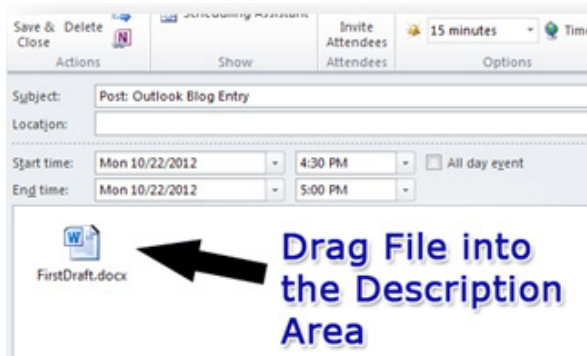 Save & Close
Delete
Scheduling Assistant
Invite Attendees
15 minutes
Actions
Show
Attendees
Options
Subject: Post: Outlook Blog Entry
Location:
Start time: Mon 10/22/2012 4:30 PM All day event
End time: Mon 10/22/2012 5:00 PM
FirstDraft.docx
Drag File into
the Description
Area